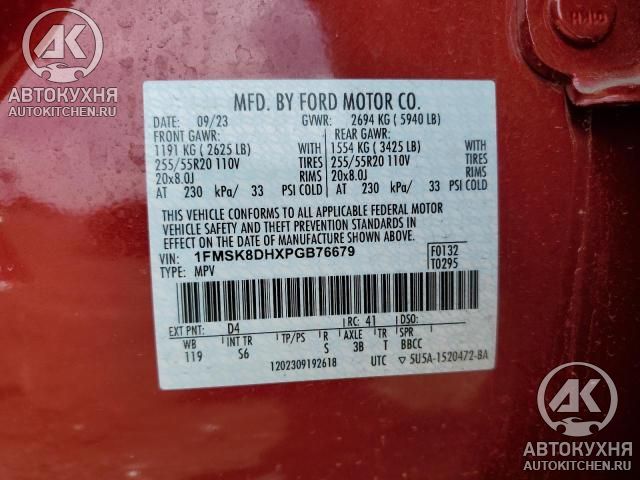 HM10
АК
АВТОКУХНЯ
AUTOKITCHEN.RU
MFD. BY FORD MOTOR CO.
DATE: 09/23 GVWR: 2694 KG ( 5940 LB)
FRONT GAWR: REAR GAWR:
1191 KG ( 2625 LB) WITH 1554 KG ( 3425 LB) WITH
255/55R20 110V TIRES 255/55R20 110V TIRES
20x8.0J RIMS 20x8.0J RIMS
AT 230 kPa/ 33 PSI COLD AT 230 kPa/ 33 PSI COLD
THIS VEHICLE CONFORMS TO ALL APPLICABLE FEDERAL MOTOR
VEHICLE SAFETY AND THEFT PREVENTION STANDARDS IN
EFFECT ON THE DATE OF MANUFACTURE SHOWN ABOVE.
VIN: 1FMSK8DHXPGB76679 F0132
TYPE: MPV T0295
EXT PNT: D4 RC: 41 DSO:
WB INT TR TP/PS R AXLE TR SPR
119 S6 S 3B T BBCC
1202309192618 UTC ▽ 5U5A-1520472-BA
АК
АВТОКУХНЯ
AUTOKITCHEN.RU